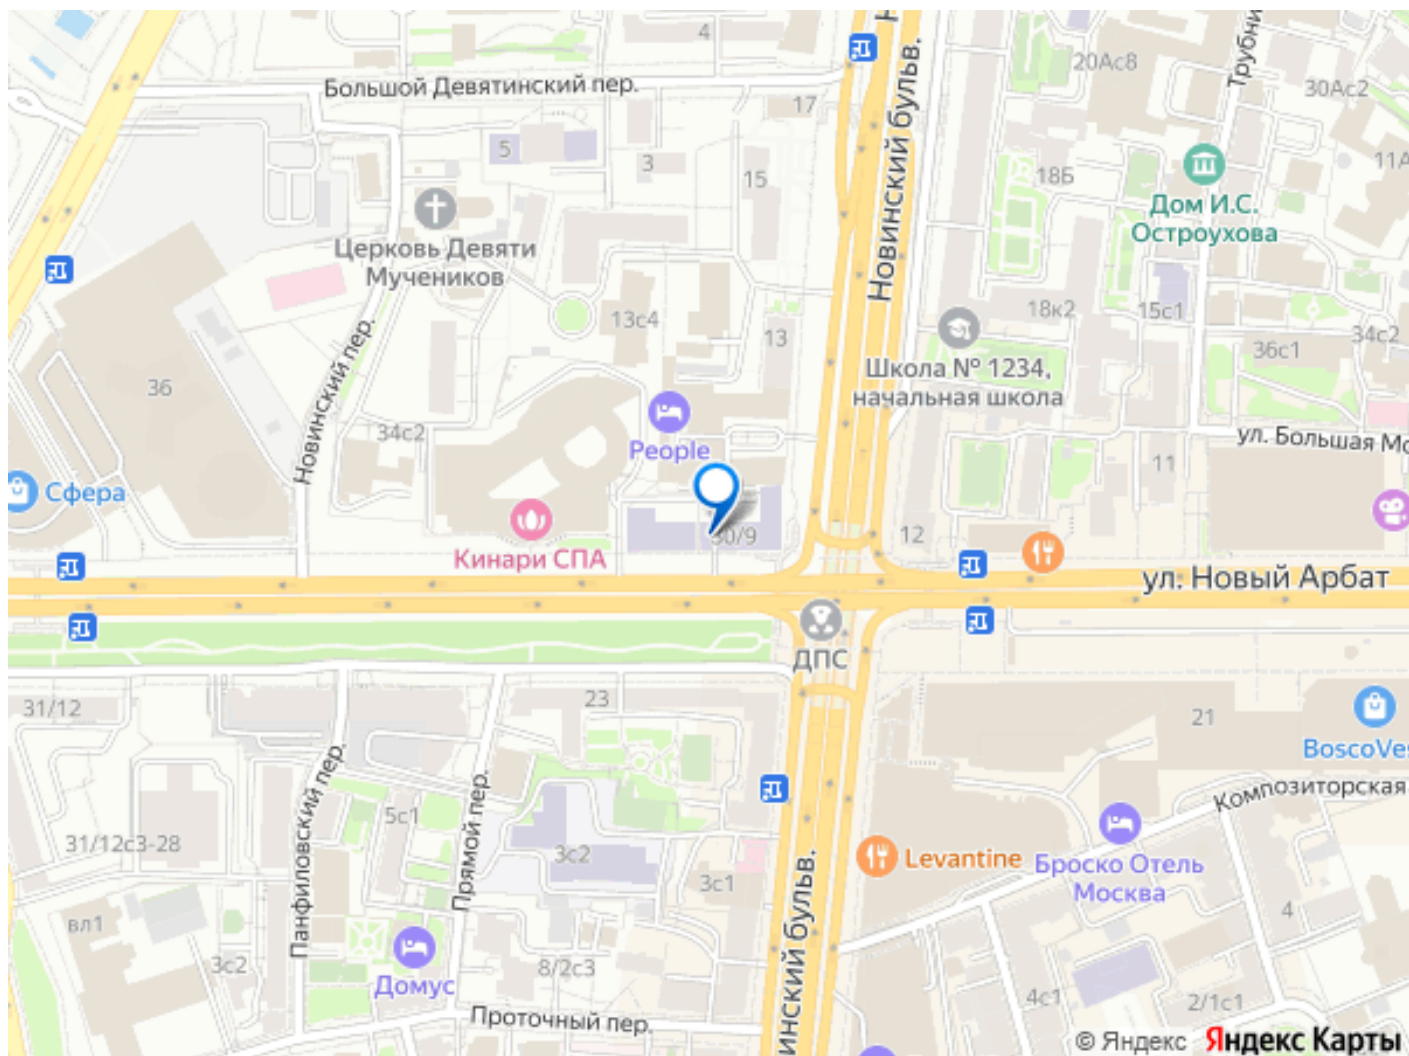 4
Трубни
20Ас8
30Ас2
Большой Девятинский пер.
17
Новинский бульв.
5
3
15
18Б
11А
Дом И.С.
Остроухова
Церковь Девяти
Мучеников
13с4
13
18к2
15с1
34с2
36с1
Школа № 1234,
начальная школа
36
Новинский пер.
34с2
People
ул. Большая Мо
11
Сфера
Кинари СПА
30/9
12
ул. Новый Арбат
ДПС
31/12
23
21
BoscoVes
Композиторская
Панфиловский пер.
Прямой пер.
5с1
31/12с3-28
3с2
3с1
Levantine
Броско Отель
Москва
вл1
3с2
Домус
8/2с3
4
4с1
2/1с1
Проточный пер.
инский бульв.
© Яндекс Яндекс Карты